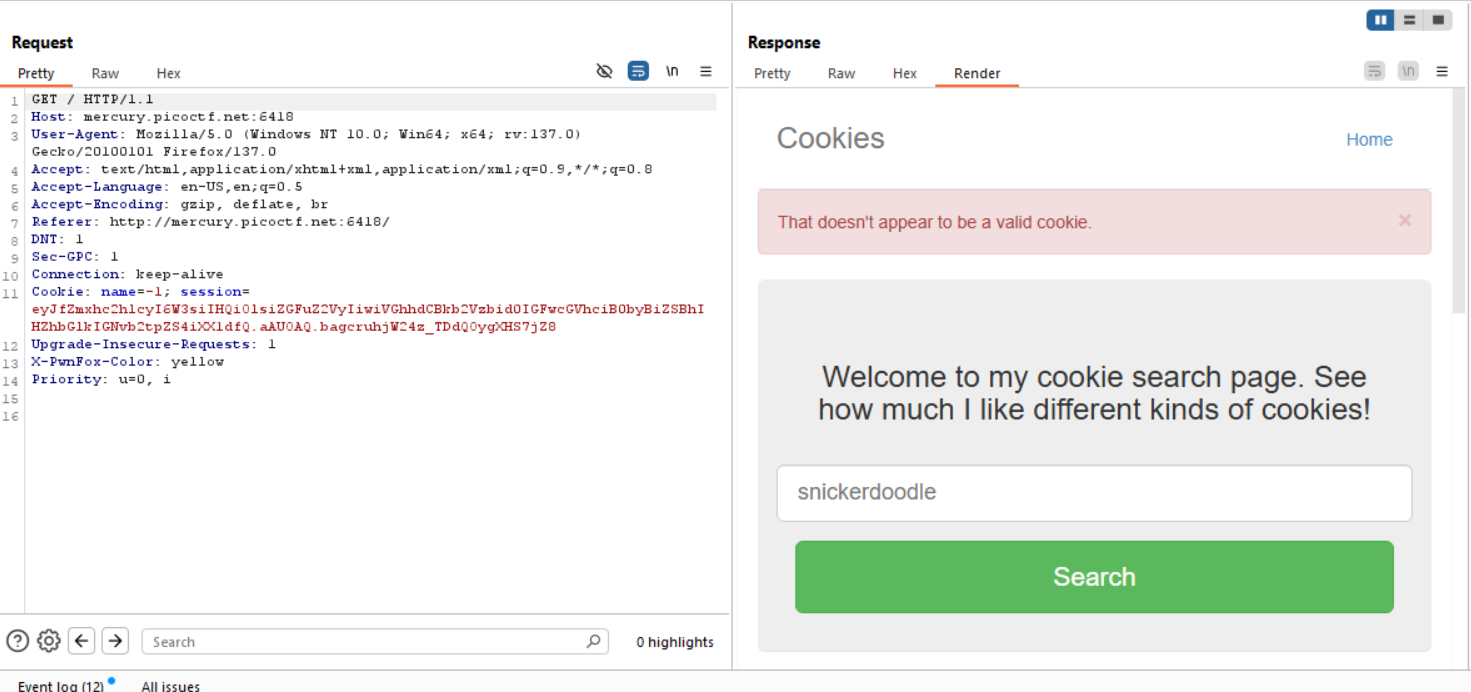 Request
Pretty Raw Hex
\n
1 GET / HTTP/1.1
2 Host: mercury.picoctf.net:6418
3 User-Agent: Mozilla/5.0 (Windows NT 10.0; Win64; x64; rv:137.0)
Gecko/20100101 Firefox/137.0
4 Accept: text/html,application/xhtml+xml,application/xml;q=0.9,*/*;q=0.8
5 Accept-Language: en-US,en;q=0.5
6 Accept-Encoding: gzip, deflate, br
7 Referer: http://mercury.picoctf.net:6418/
8 DNT: 1
9 Sec-GPC: 1
10 Connection: keep-alive
11 Cookie: name=-1; session=
eyJfZmxhc2hlcyI6W3siIHQiOlsiZGFuZ2VyIiwiVGhhdCBkb2Vzbid0IGFwcGVhciB0byBiZSBhI
HZhbGlkIGNvb2tpZS4iXX1dfQ.aAU0AQ.bagcruhjW24z_TDdQ0ygXHS7jZ8
12 Upgrade-Insecure-Requests: 1
13 X-PwnFox-Color: yellow
14 Priority: u=0, i
15
16
Search
0 highlights
Event log (12)
All issues
Response
Pretty Raw Hex Render
\n
Cookies
Home
That doesn't appear to be a valid cookie.
×
Welcome to my cookie search page. See
how much I like different kinds of cookies!
snickerdoodle
Search